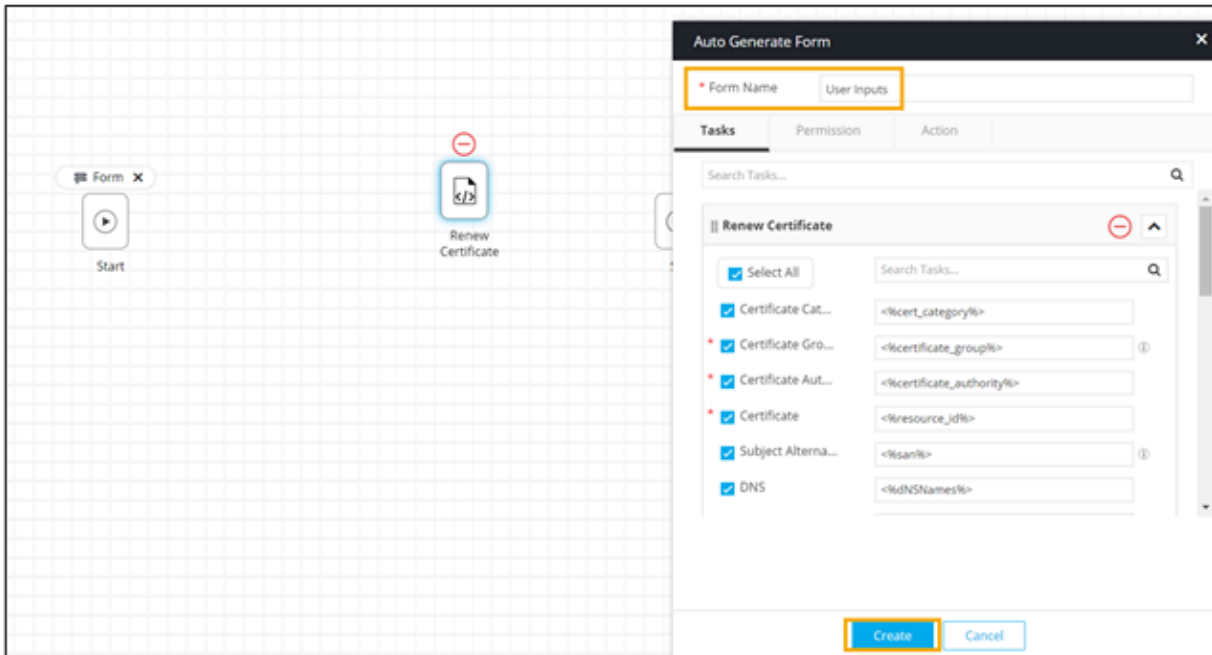 Auto Generate Form
* Form Name User Inputs
Tasks Permission Action
Search Tasks...
Form
Start
Renew
Certificate
Renew Certificate
Select All Search Tasks...
Certificate Cat... <%cert_category%>
* Certificate Gro... <%certificate_group%>
* Certificate Aut... <%certificate_authority%>
* Certificate <%resource_id%>
Subject Alterna... <%san%>
DNS <%dNSNames%>
Create Cancel